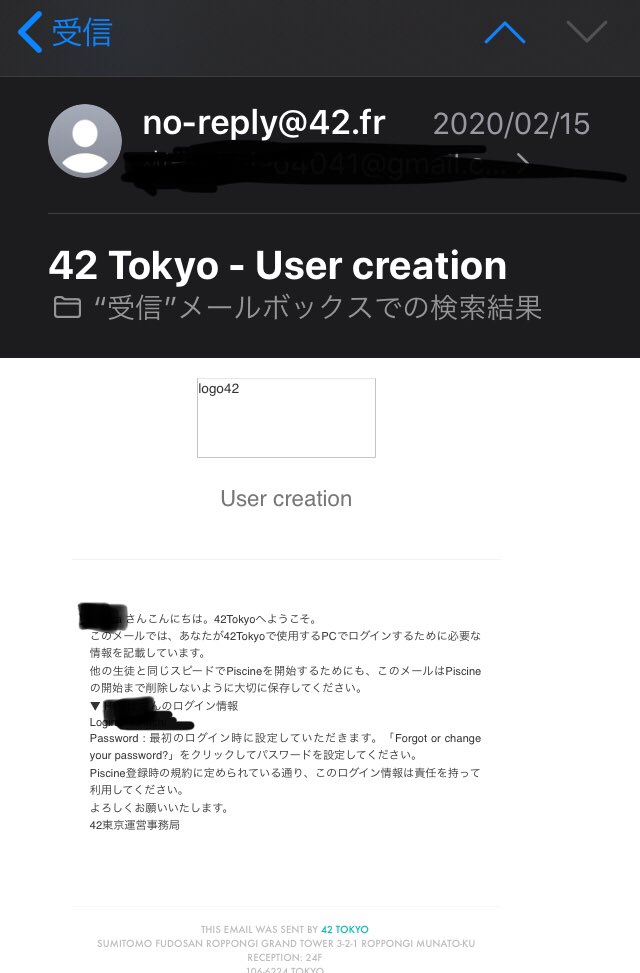 受信
no-reply@42.fr 2020/02/15
4041@gmail.c...
42 Tokyo - User creation
“受信”メールボックスでの検索結果
logo42
User creation
さんこんにちは。42Tokyoへようこそ。
このメールでは、あなたが42Tokyoで使用するPCでログインするために必要な
情報を記載しています。
他の生徒と同じスピードでPiscineを開始するためにも、このメールはPiscine
の開始まで削除しないように大切に保存してください。
▼ んのログイン情報
Login
Password : 最初のログイン時に設定していただきます。「Forgot or change
your password?」をクリックしてパスワードを設定してください。
Piscine登録時の規約に定められている通り、このログイン情報は責任を持って
利用してください。
よろしくお願いいたします。
42東京運営事務局
THIS EMAIL WAS SENT BY 42 TOKYO
SUMITOMO FUDOSAN ROPPONGI GRAND TOWER 3-2-1 ROPPONGI MUNATO-KU
RECEPTION: 24F
106-6224 TOKYO